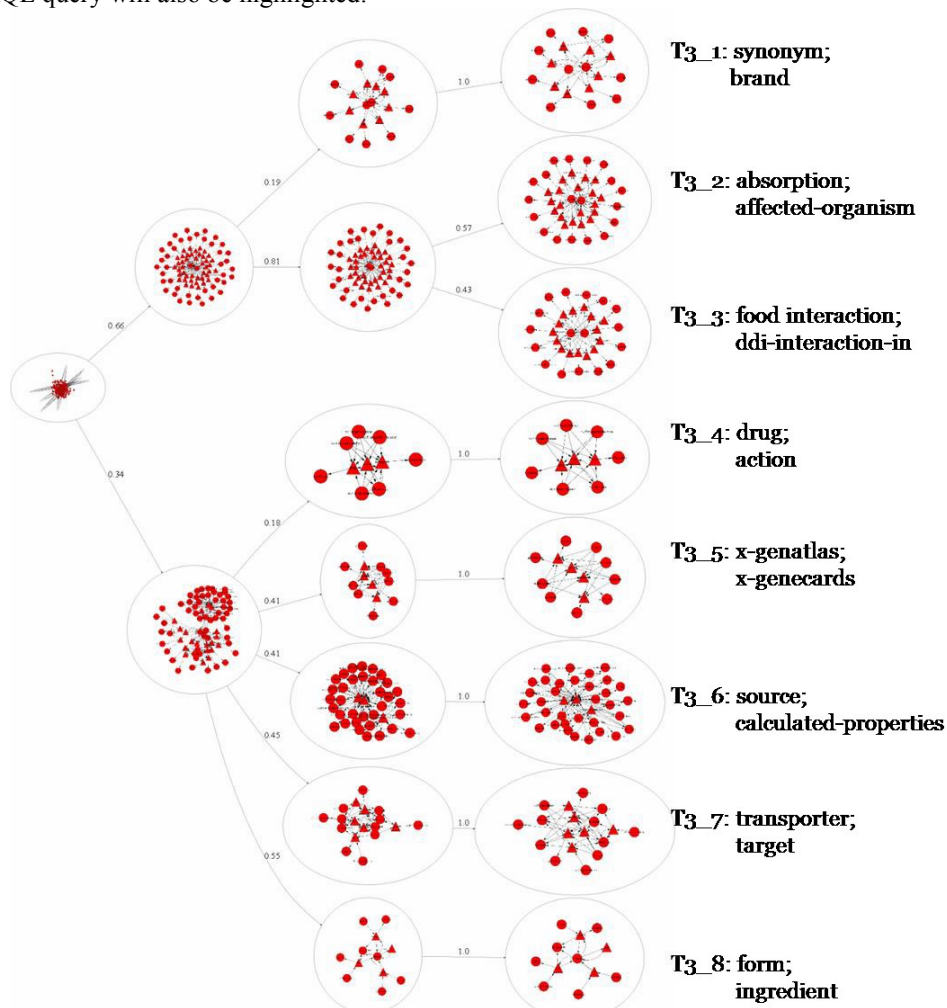 QL query will also be highlighted.
T3_1: synonym;
brand
1.0
0.19
T3_2: absorption;
affected-organism
0.57
0.81
0.43
T3_3: food interaction;
ddi-interaction-in
0.66
T3_4: drug;
action
1.0
0.34
0.18
T3_5: x-genatlas;
x-genecards
1.0
0.41
0.41
T3_6: source;
calculated-properties
1.0
0.45
T3_7: transporter;
target
1.0
0.55
T3_8: form;
ingredient
1.0